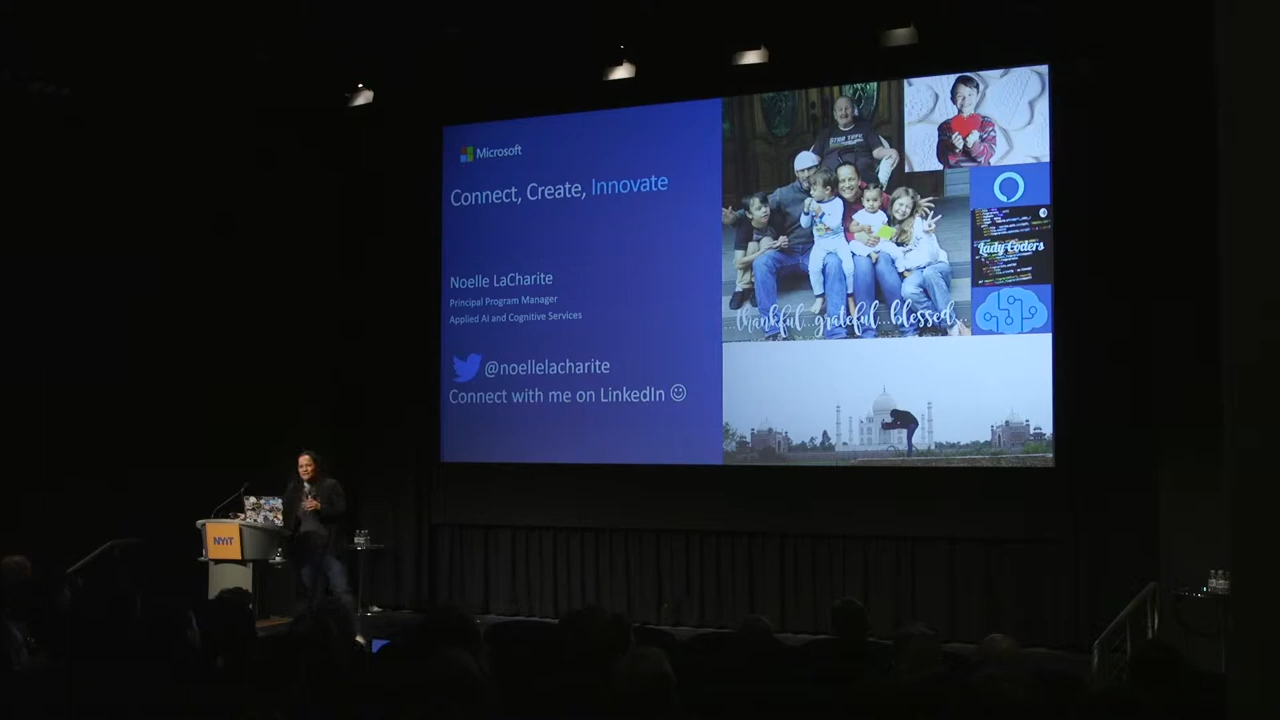 Microsoft
Connect, Create, Innovate
Noelle LaCharite
Principal Program Manager
Applied AI and Cognitive Services
@noellelacharite
Connect with me on LinkedIn ☺
thankful...grateful...blessed...
Lady Coders
NYiT